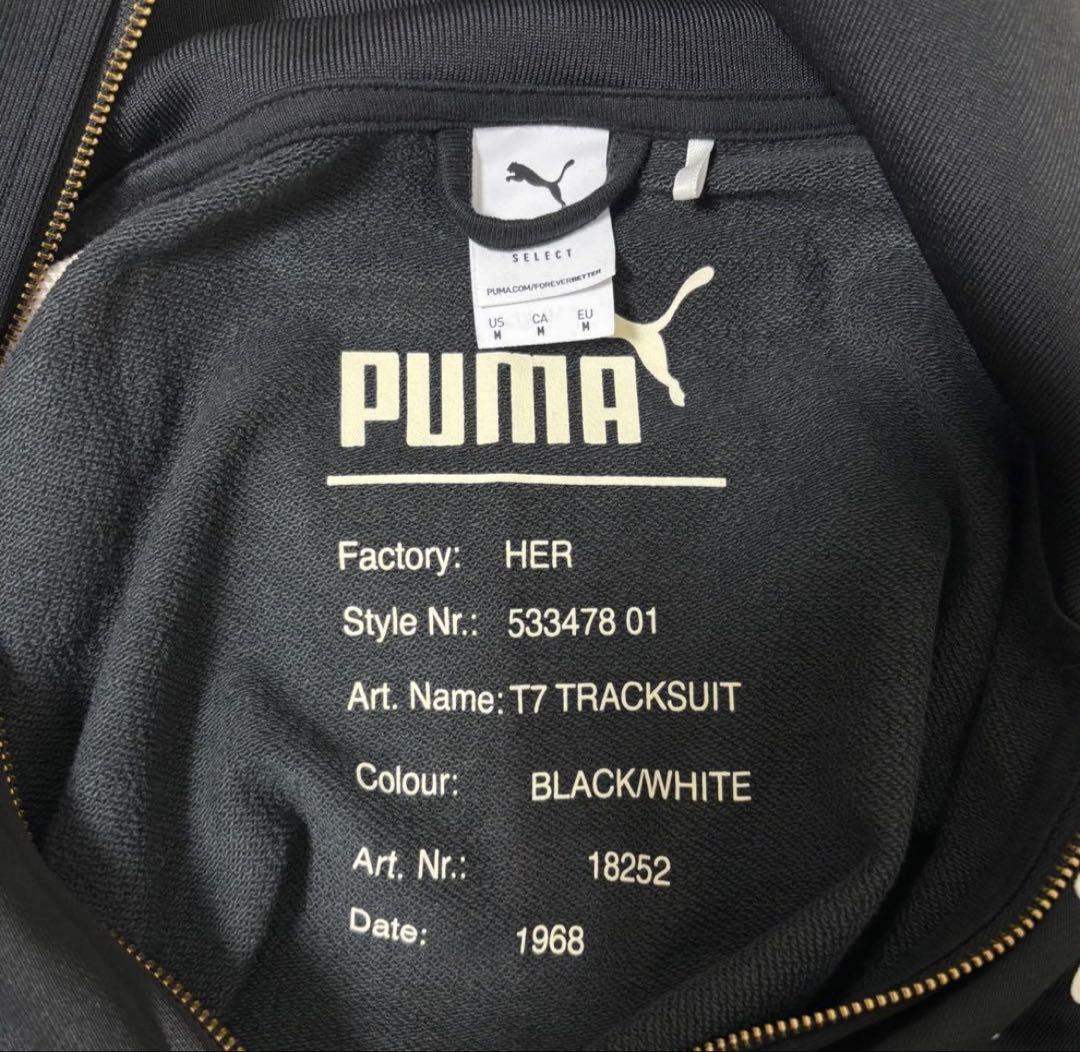 SELECT
PUMA.COM/FOREVERBETTER
US CA EU
M M M
PUMA
Factory: HER
Style Nr.: 533478 01
Art. Name: T7 TRACKSUIT
Colour: BLACK/WHITE
Art. Nr.: 18252
Date: 1968